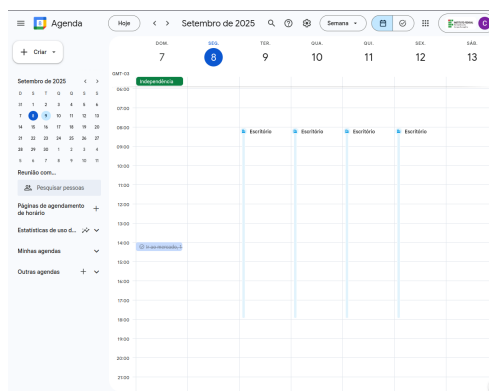 Agenda
Hoje
Setembro de 2025
Semana
C
Criar
DOM. SEG. TER. QUA. QUI. SEX. SÁB.
7 8 9 10 11 12 13
GMT-03
Independência
Setembro de 2025
D S T Q Q S S
31 1 2 3 4 5 6
7 8 9 10 11 12 13
14 15 16 17 18 19 20
21 22 23 24 25 26 27
28 29 30 1 2 3 4
5 6 7 8 9 10 11
Reunião com...
Pesquisar pessoas
Páginas de agendamento
de horário
Estatísticas de uso d...
Minhas agendas
Outras agendas
06:00
07:00
08:00
Escritório Escritório Escritório Escritório
09:00
10:00
11:00
12:00
13:00
14:00
15:00
16:00
17:00
18:00
19:00
20:00
21:00